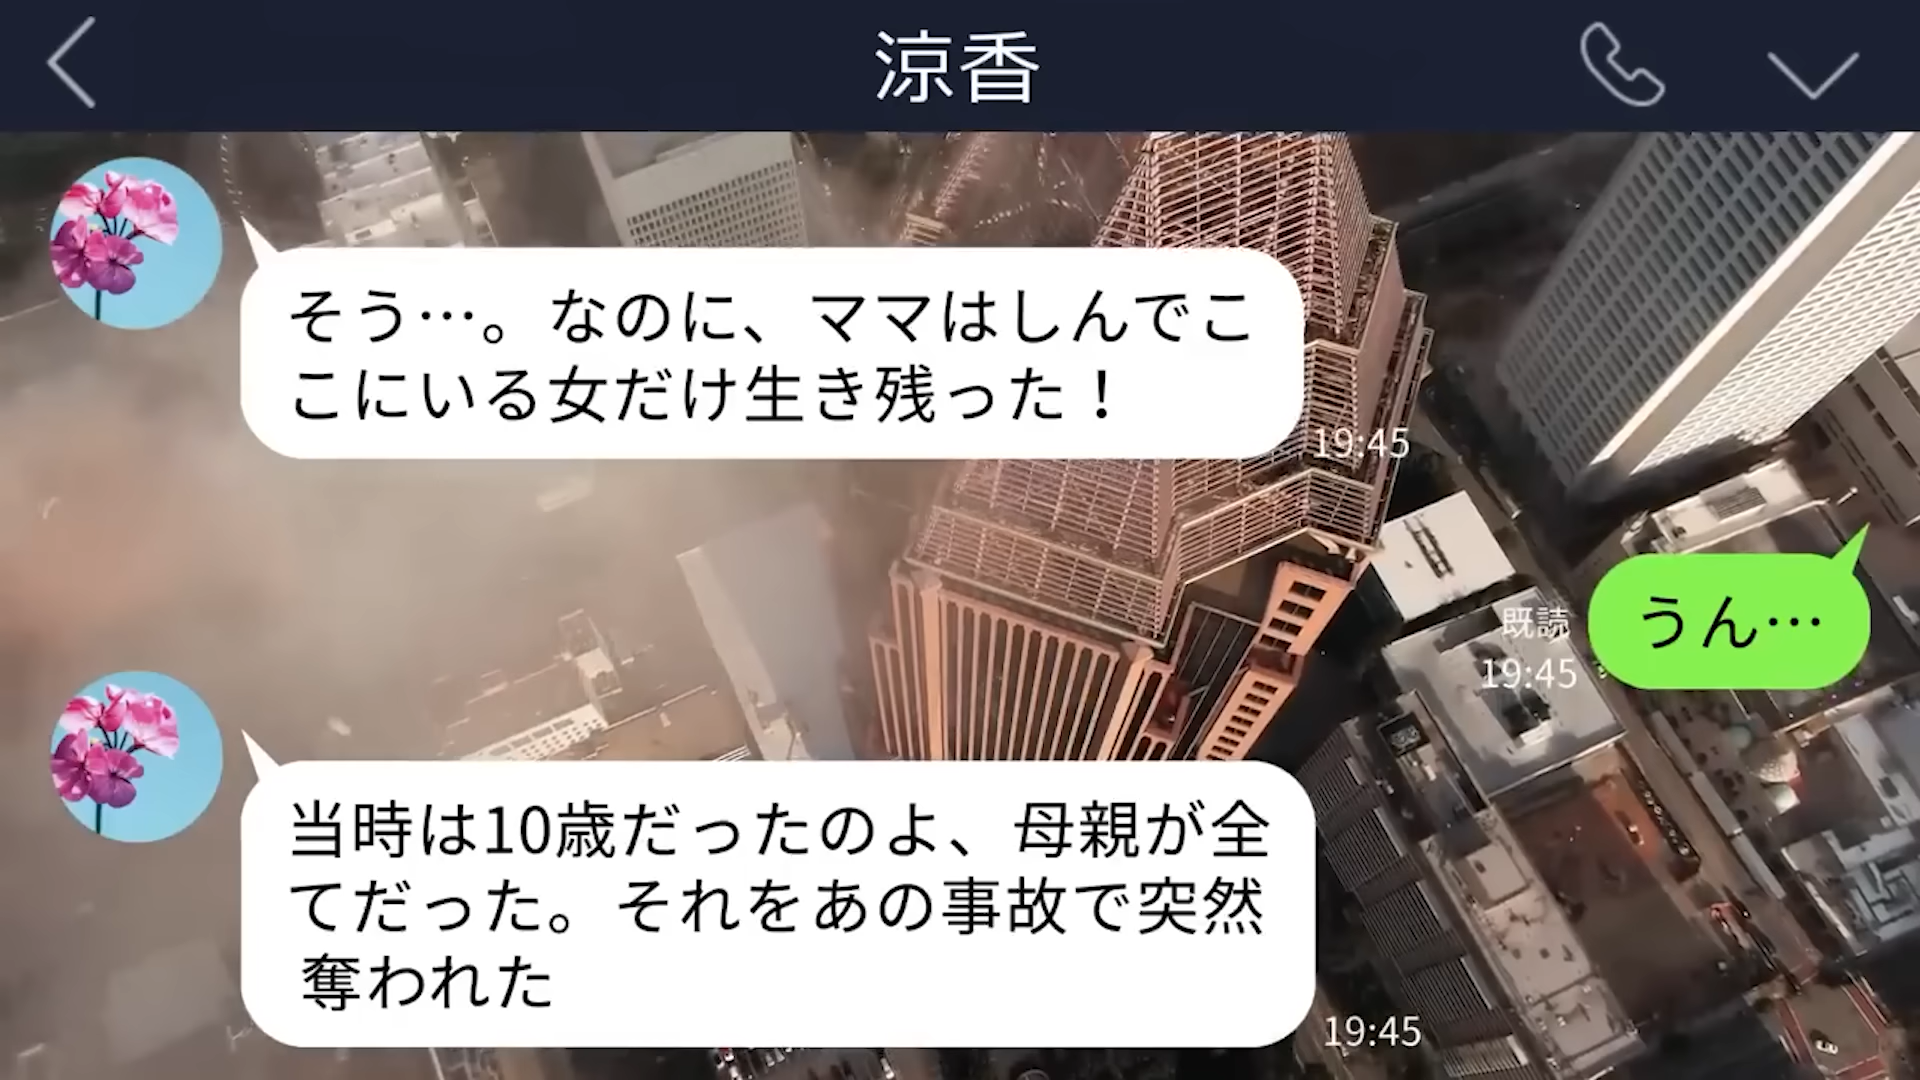 涼香
そう…。なのに、ママはしんでこ
こにいる女だけ生き残った！
19:45
うん…
既読
19:45
当時は10歳だったのよ、母親が全
てだった。それをあの事故で突然
奪われた
19:45